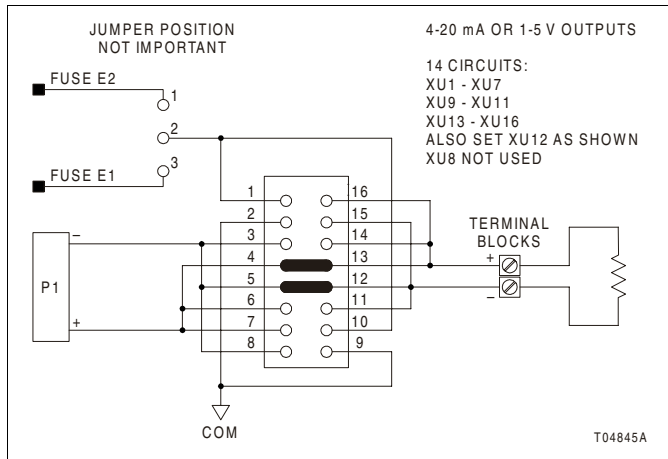 JUMPER POSITION
NOT IMPORTANT
4-20 mA OR 1-5 V OUTPUTS
14 CIRCUITS:
XU1 - XU7
XU9 - XU11
XU13 - XU16
ALSO SET XU12 AS SHOWN
XU8 NOT USED
FUSE E2
1
2
3
FUSE E1
1
16
2
15
3
14
4
13
5
12
6
11
7
10
8
9
TERMINAL
BLOCKS
+
−
−
P1
+
COM
T04845A